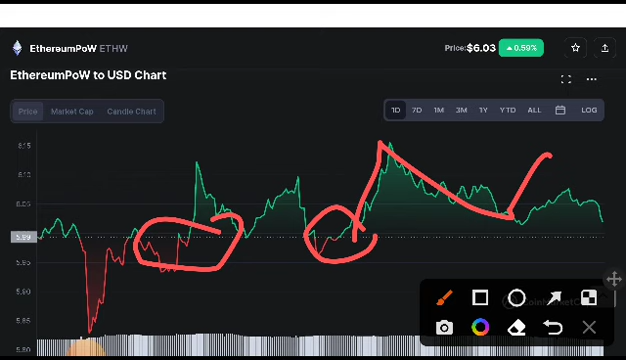 EthereumPoW ETHW
Price: $6.03 ▲ 0.59%
EthereumPoW to USD Chart
Price Market Cap Candle Chart
1D 7D 1M 3M 1Y YTD ALL LOG
6.15
6.10
6.05
5.99
5.95
5.90
5.85
5.80